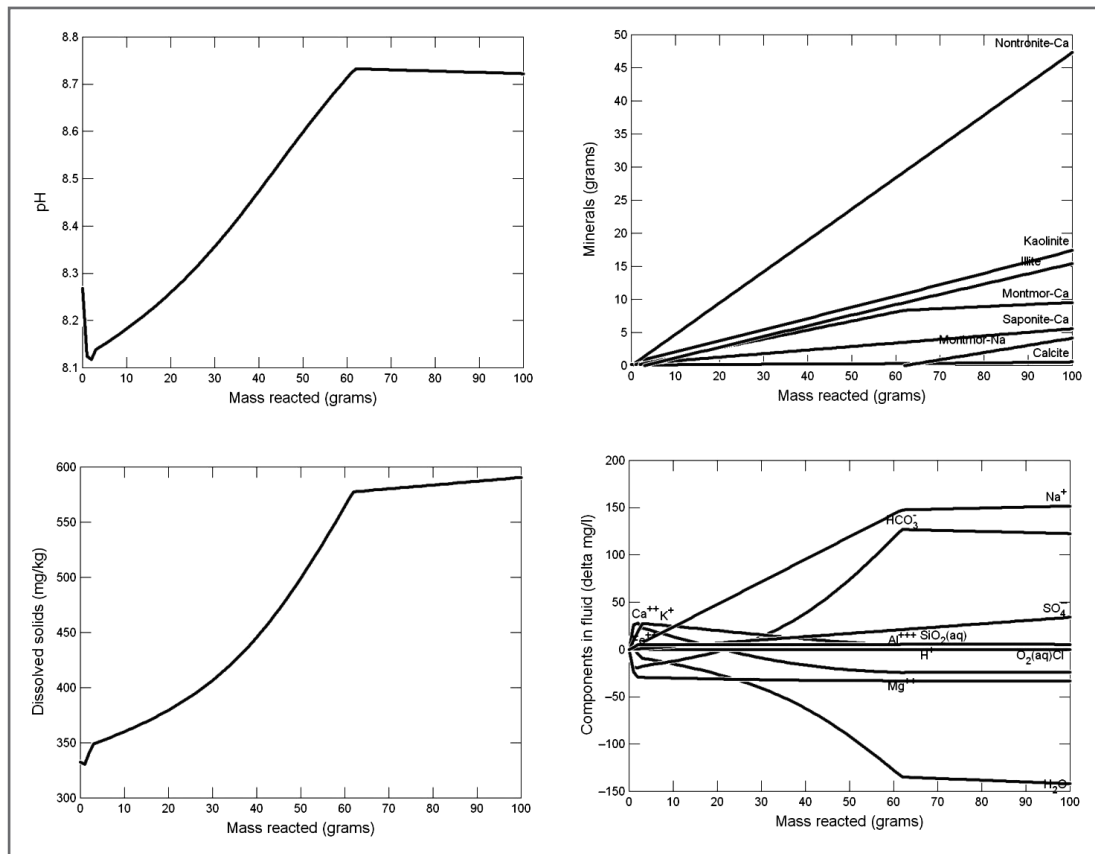 8.8
8.7
8.6
8.5
8.4
8.3
8.2
8.1
pH
0 10 20 30 40 50 60 70 80 90 100
Mass reacted (grams)
50
45
40
35
30
25
20
15
10
5
0
Minerals (grams)
Nontronite-Ca
Kaolinite
Illite
Montmor-Ca
Saponite-Ca
Montmor-Na
Calcite
0 10 20 30 40 50 60 70 80 90 100
Mass reacted (grams)
600
550
500
450
400
350
300
Dissolved solids (mg/kg)
0 10 20 30 40 50 60 70 80 90 100
Mass reacted (grams)
200
150
100
50
0
−50
−100
−150
Components in fluid (delta mg/l)
Na⁺
HCO₃⁻
SO₄⁻
Ca⁺⁺ K⁺
Al⁺⁺⁺ SiO₂(aq)
H⁺ O₂(aq)Cl
Mg⁺⁺
H₂O
0 10 20 30 40 50 60 70 80 90 100
Mass reacted (grams)